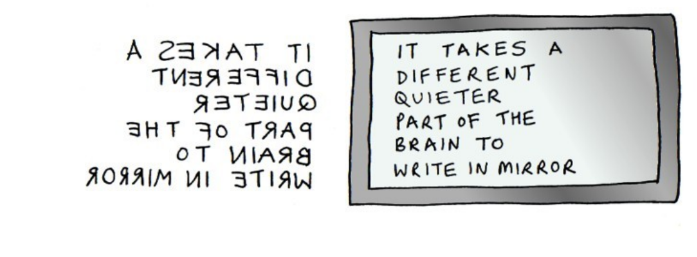 IT TAKES A
DIFFERENT
QUIETER
PART OF THE
BRAIN TO
WRITE IN MIRROR
IT TAKES A
DIFFERENT
QUIETER
PART OF THE
BRAIN TO
WRITE IN MIRROR